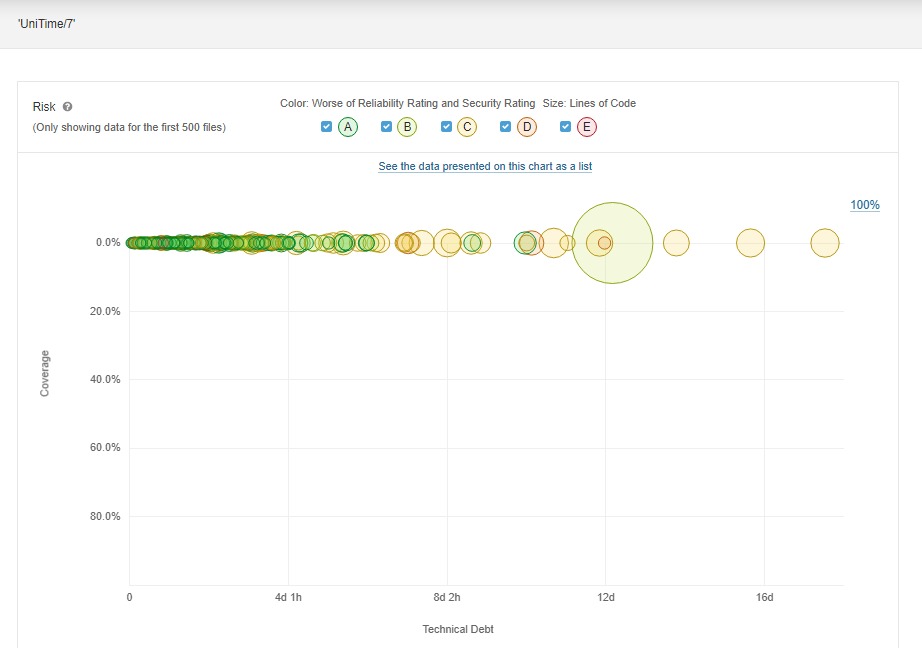 'UniTime/7'
Risk ?
Color: Worse of Reliability Rating and Security Rating Size: Lines of Code
(Only showing data for the first 500 files)
A B C D E
See the data presented on this chart as a list
100%
0.0%
20.0%
40.0%
60.0%
80.0%
Coverage
0 4d 1h 8d 2h 12d 16d
Technical Debt